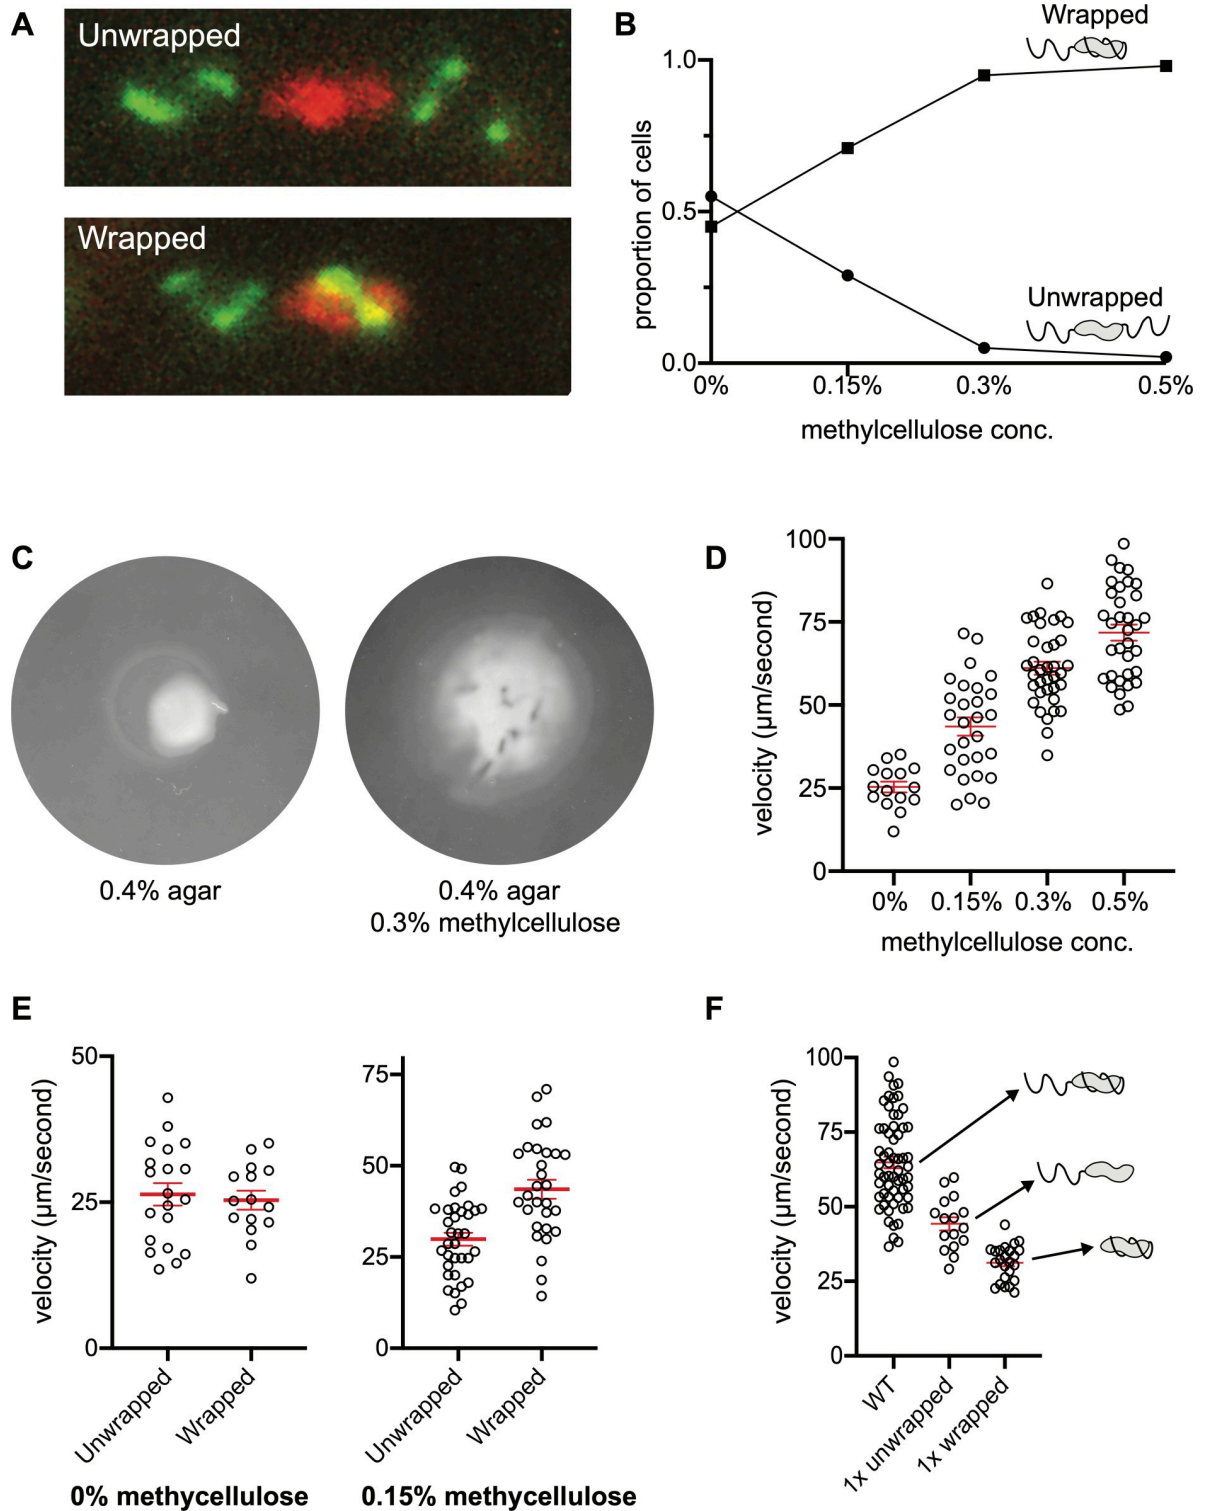 A
Unwrapped
Wrapped
B
Wrapped
1.0
0.5
0.0
proportion of cells
Unwrapped
0% 0.15% 0.3% 0.5%
methylcellulose conc.
C
0.4% agar
0.4% agar
0.3% methylcellulose
D
100
75
50
25
0
velocity (µm/second)
0% 0.15% 0.3% 0.5%
methylcellulose conc.
E
50
25
0
velocity (µm/second)
Unwrapped
Wrapped
0% methycellulose
75
50
25
0
Unwrapped
Wrapped
0.15% methycellulose
F
100
75
50
25
0
velocity (µm/second)
WT
1x unwrapped
1x wrapped